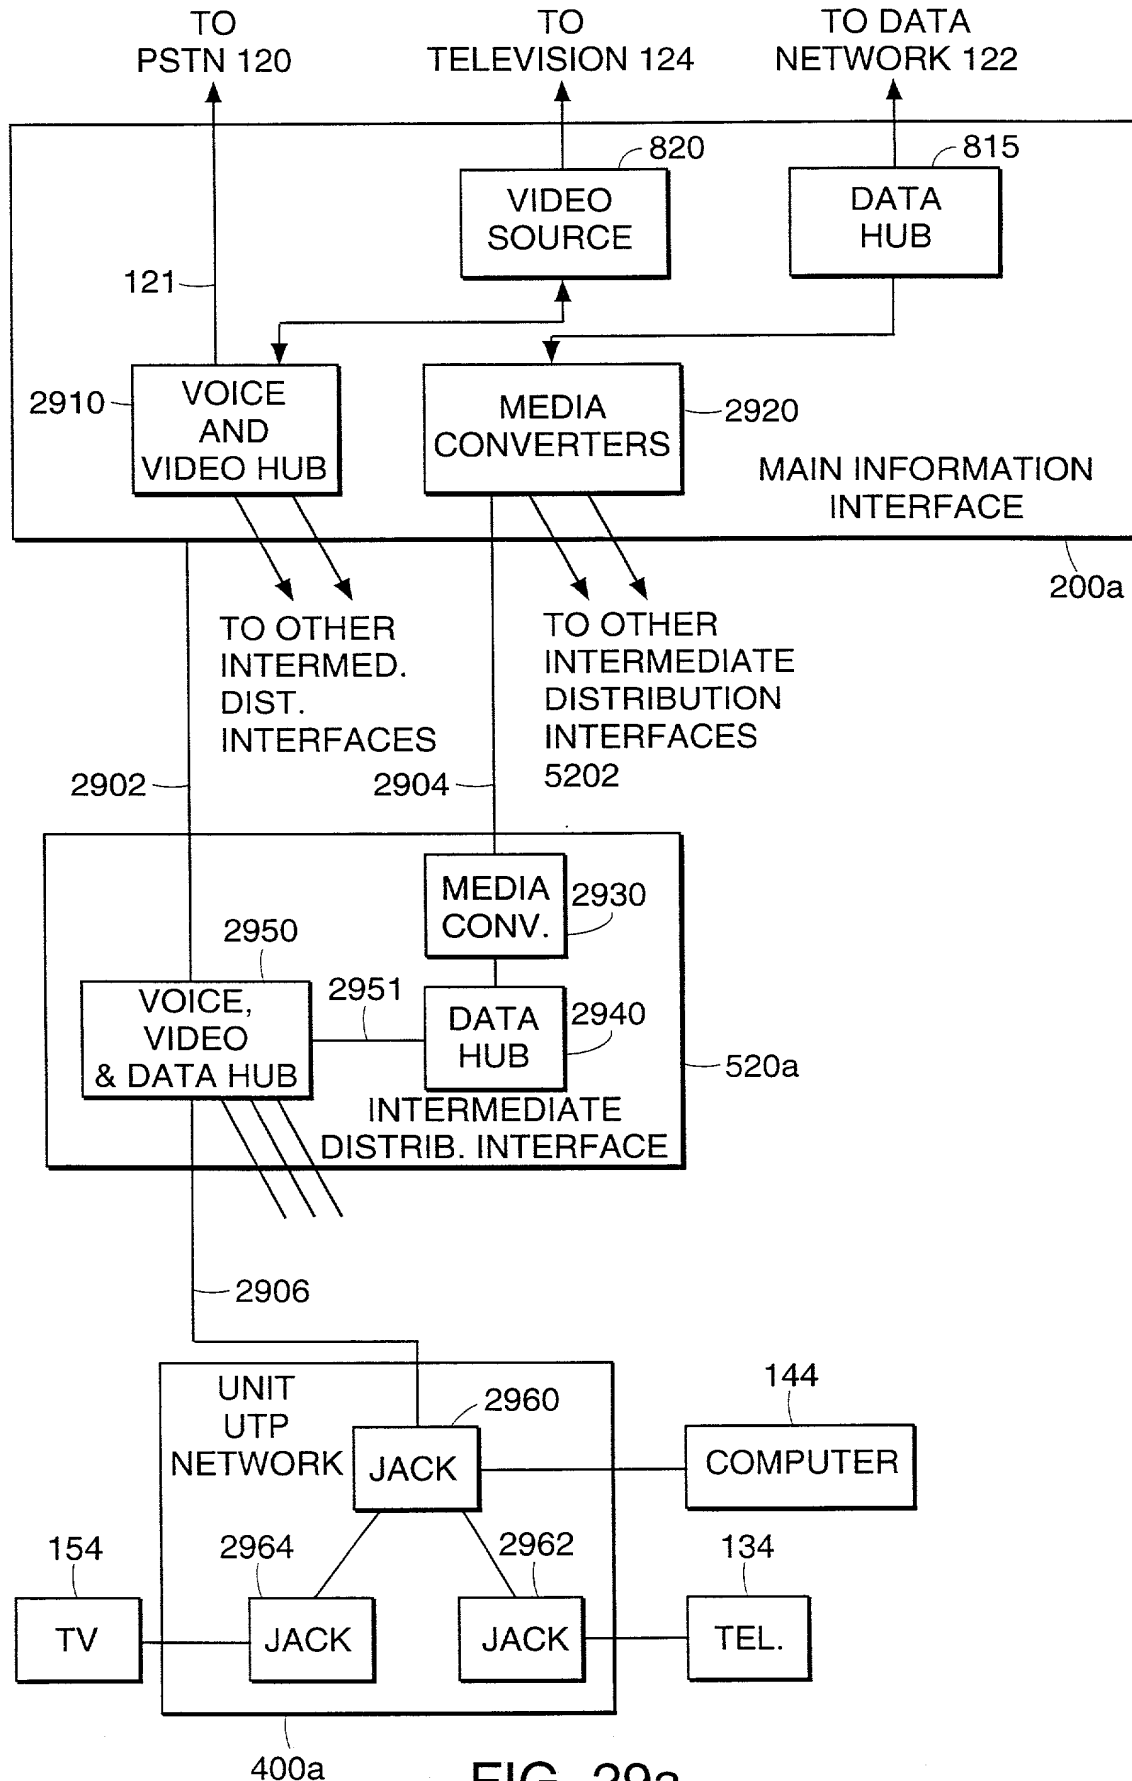 TO
PSTN 120
TO
TELEVISION 124
TO DATA
NETWORK 122
820
815
VIDEO
SOURCE
DATA
HUB
121
2910
VOICE
AND
VIDEO HUB
MEDIA
CONVERTERS
2920
MAIN INFORMATION
INTERFACE
200a
TO OTHER
INTERMED.
DIST.
INTERFACES
TO OTHER
INTERMEDIATE
DISTRIBUTION
INTERFACES
5202
2902
2904
MEDIA
CONV.
2930
2950
VOICE,
VIDEO
& DATA HUB
2951
DATA
HUB
2940
520a
INTERMEDIATE
DISTRIB. INTERFACE
2906
UNIT
UTP
NETWORK
2960
JACK
144
COMPUTER
154
TV
2964
JACK
2962
JACK
134
TEL.
400a
FIG. 29a